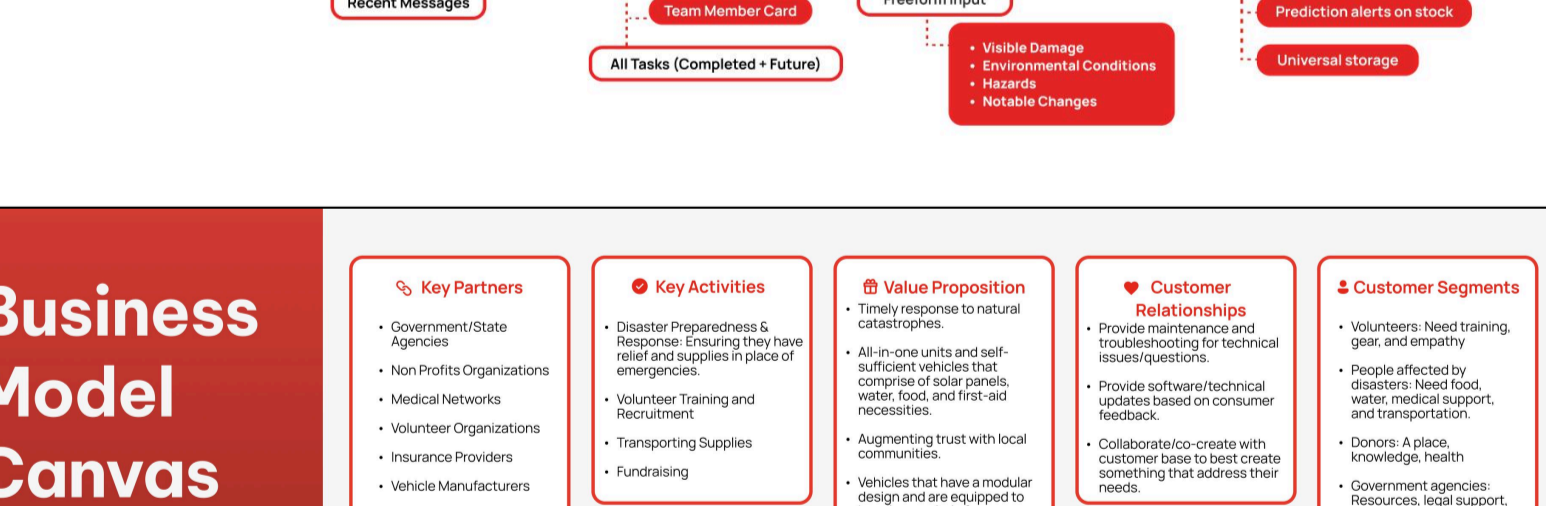 Recent Messages
Team Member Card
All Tasks (Completed + Future)
Freeform Input
• Visible Damage
• Environmental Conditions
• Hazards
• Notable Changes
Prediction alerts on stock
Universal storage
Business
Model
Canvas
Key Partners
• Government/State
Agencies
• Non Profits Organizations
• Medical Networks
• Volunteer Organizations
• Insurance Providers
• Vehicle Manufacturers
Key Activities
• Disaster Preparedness &
Response: Ensuring they have
relief and supplies in place of
emergencies.
• Volunteer Training and
Recruitment
• Transporting Supplies
• Fundraising
Value Proposition
• Timely response to natural
catastrophes.
• All-in-one units and self-
sufficient vehicles that
comprise of solar panels,
water, food, and first-aid
necessities.
• Augmenting trust with local
communities.
• Vehicles that have a modular
design and are equipped to
Customer
Relationships
• Provide maintenance and
troubleshooting for technical
issues/questions.
• Provide software/technical
updates based on consumer
feedback.
• Collaborate/co-create with
customer base to best create
something that address their
needs.
Customer Segments
• Volunteers: Need training,
gear, and empathy
• People affected by
disasters: Need food,
water, medical support,
and transportation.
• Donors: A place,
knowledge, health
• Government agencies:
Resources, legal support,